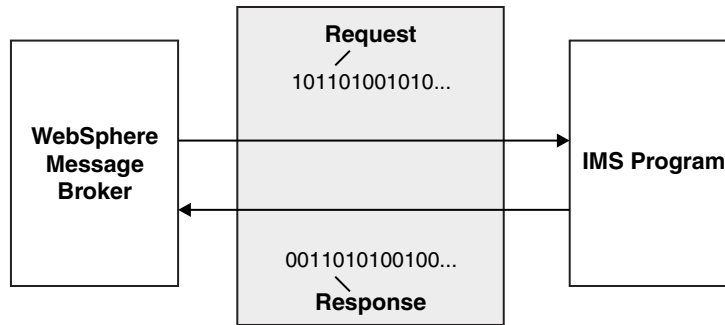 Request
101101001010...
WebSphere
Message
Broker
IMS Program
0011010100100...
Response